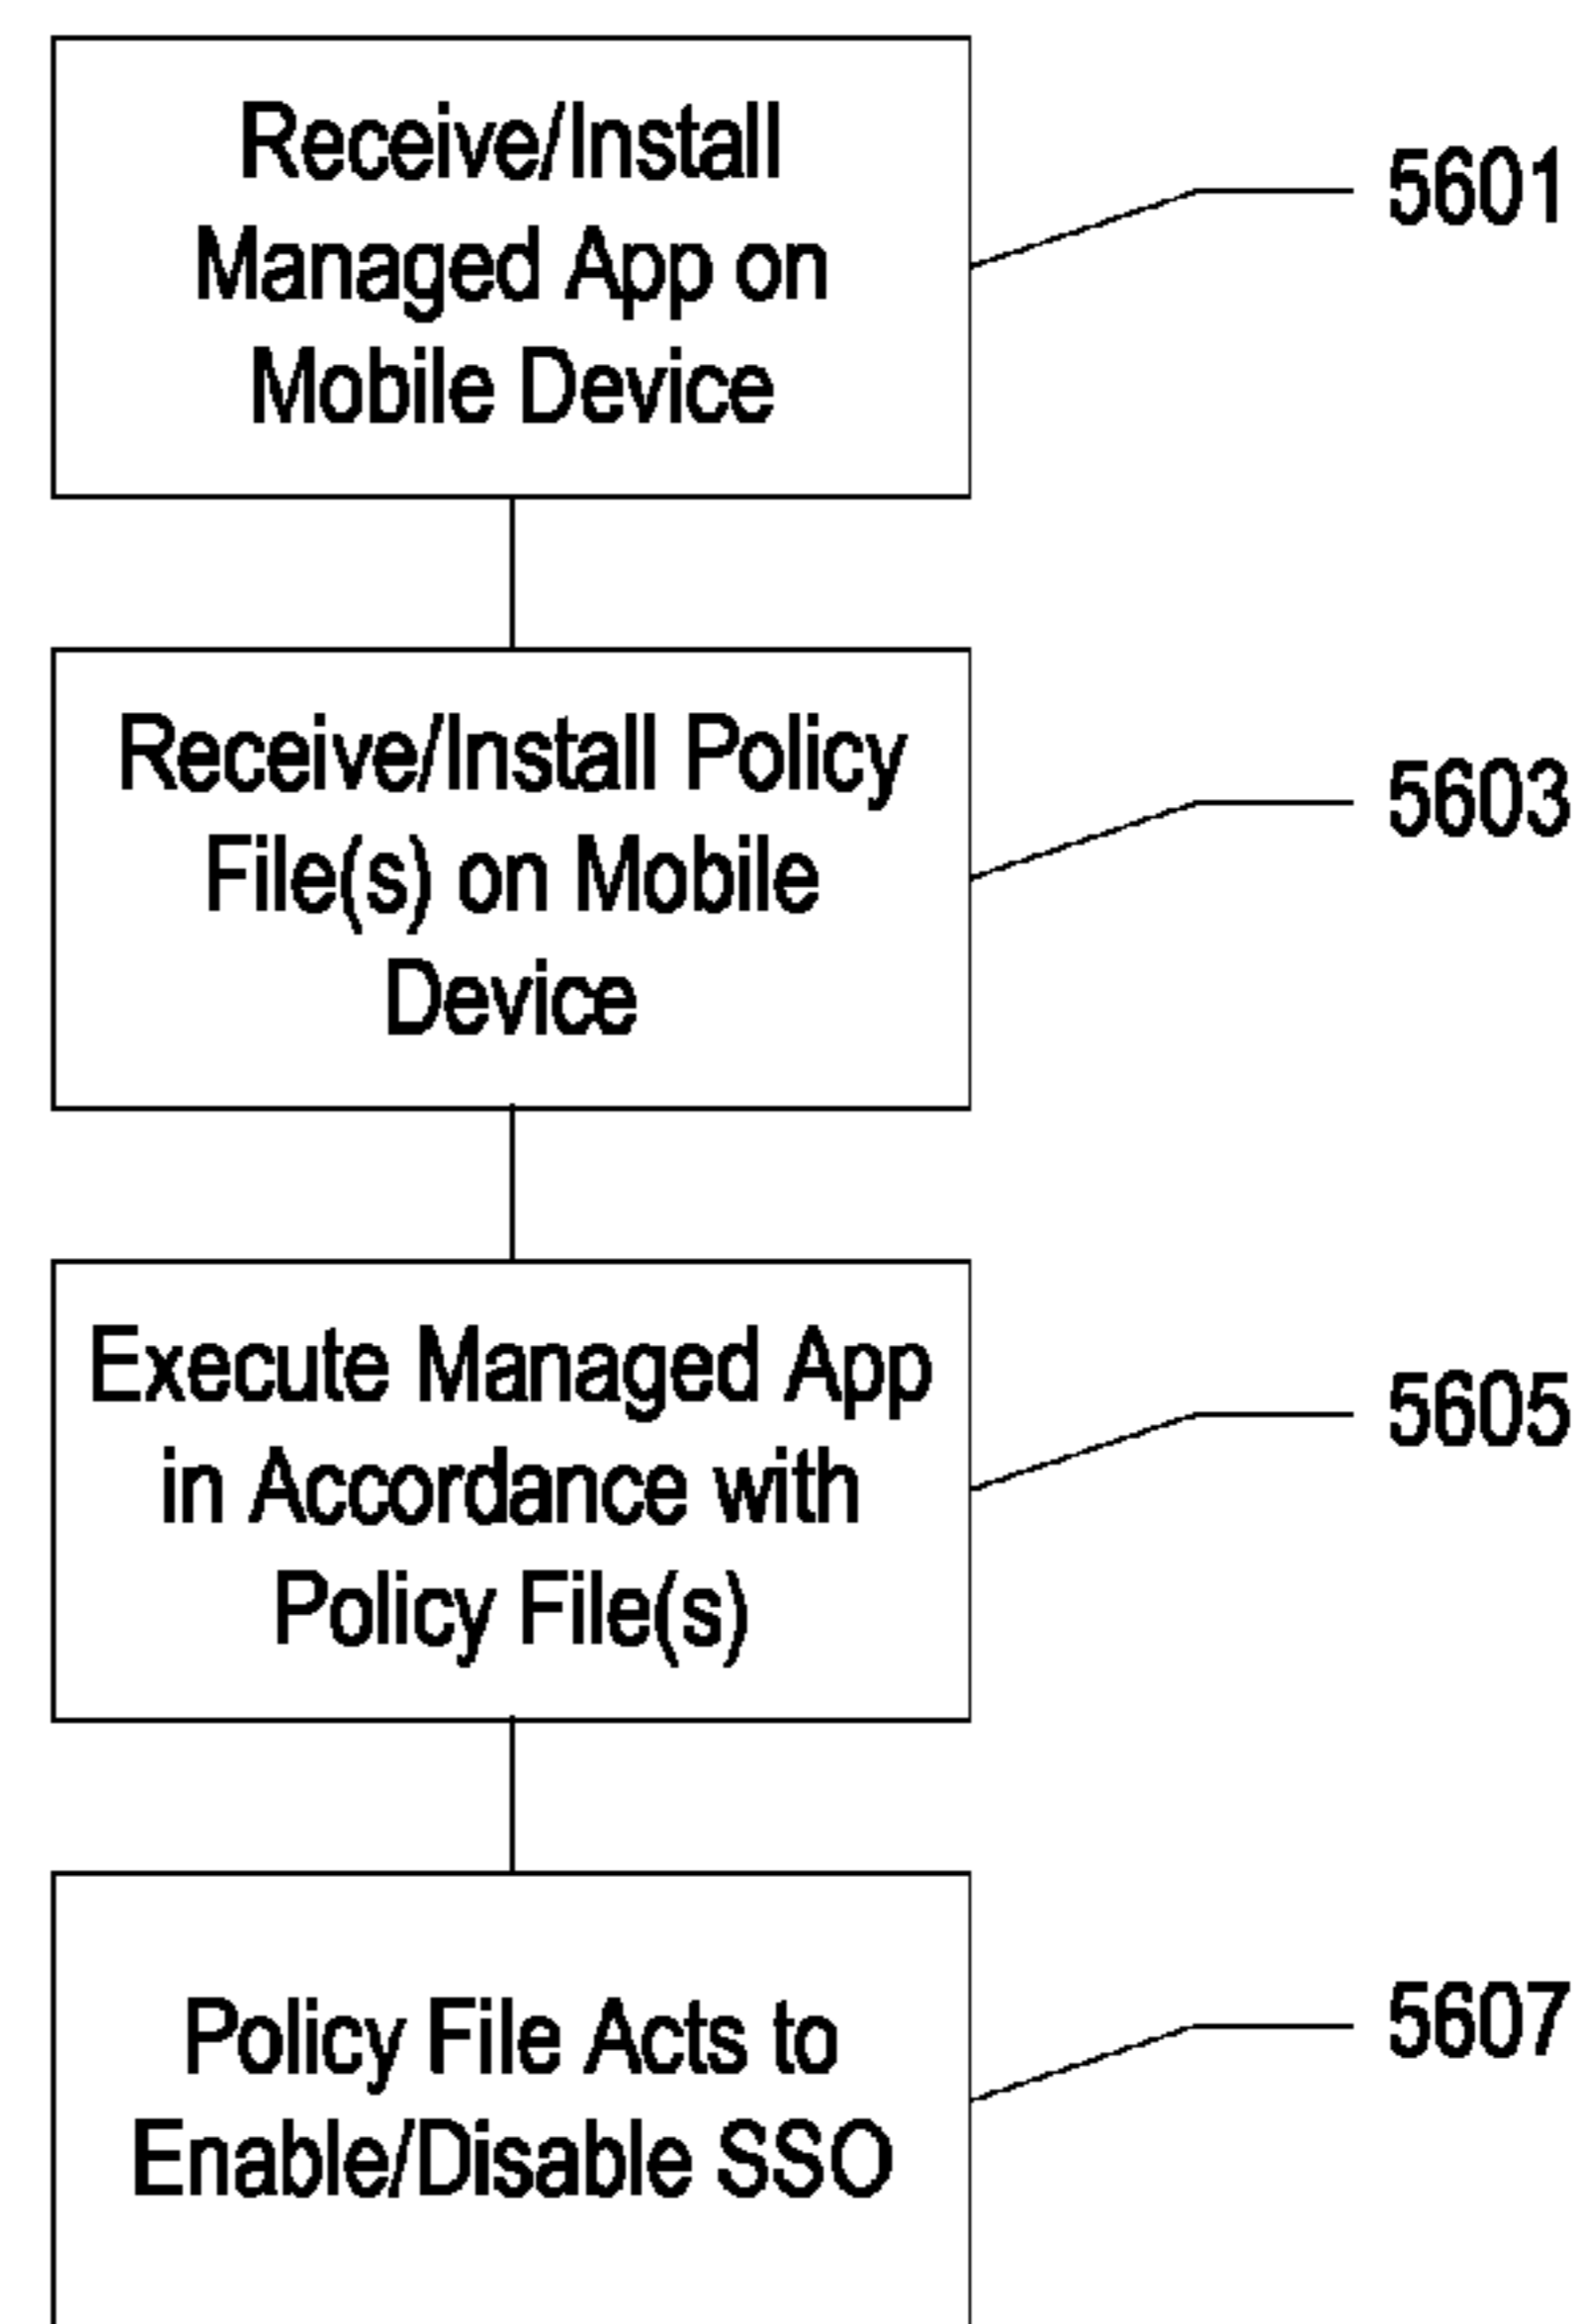 Receive/Install
Managed App on
Mobile Device
5601
Receive/Install Policy
File(s) on Mobile
Device
5603
Execute Managed App
in Accordance with
Policy File(s)
5605
Policy File Acts to
Enable/Disable SSO
5607